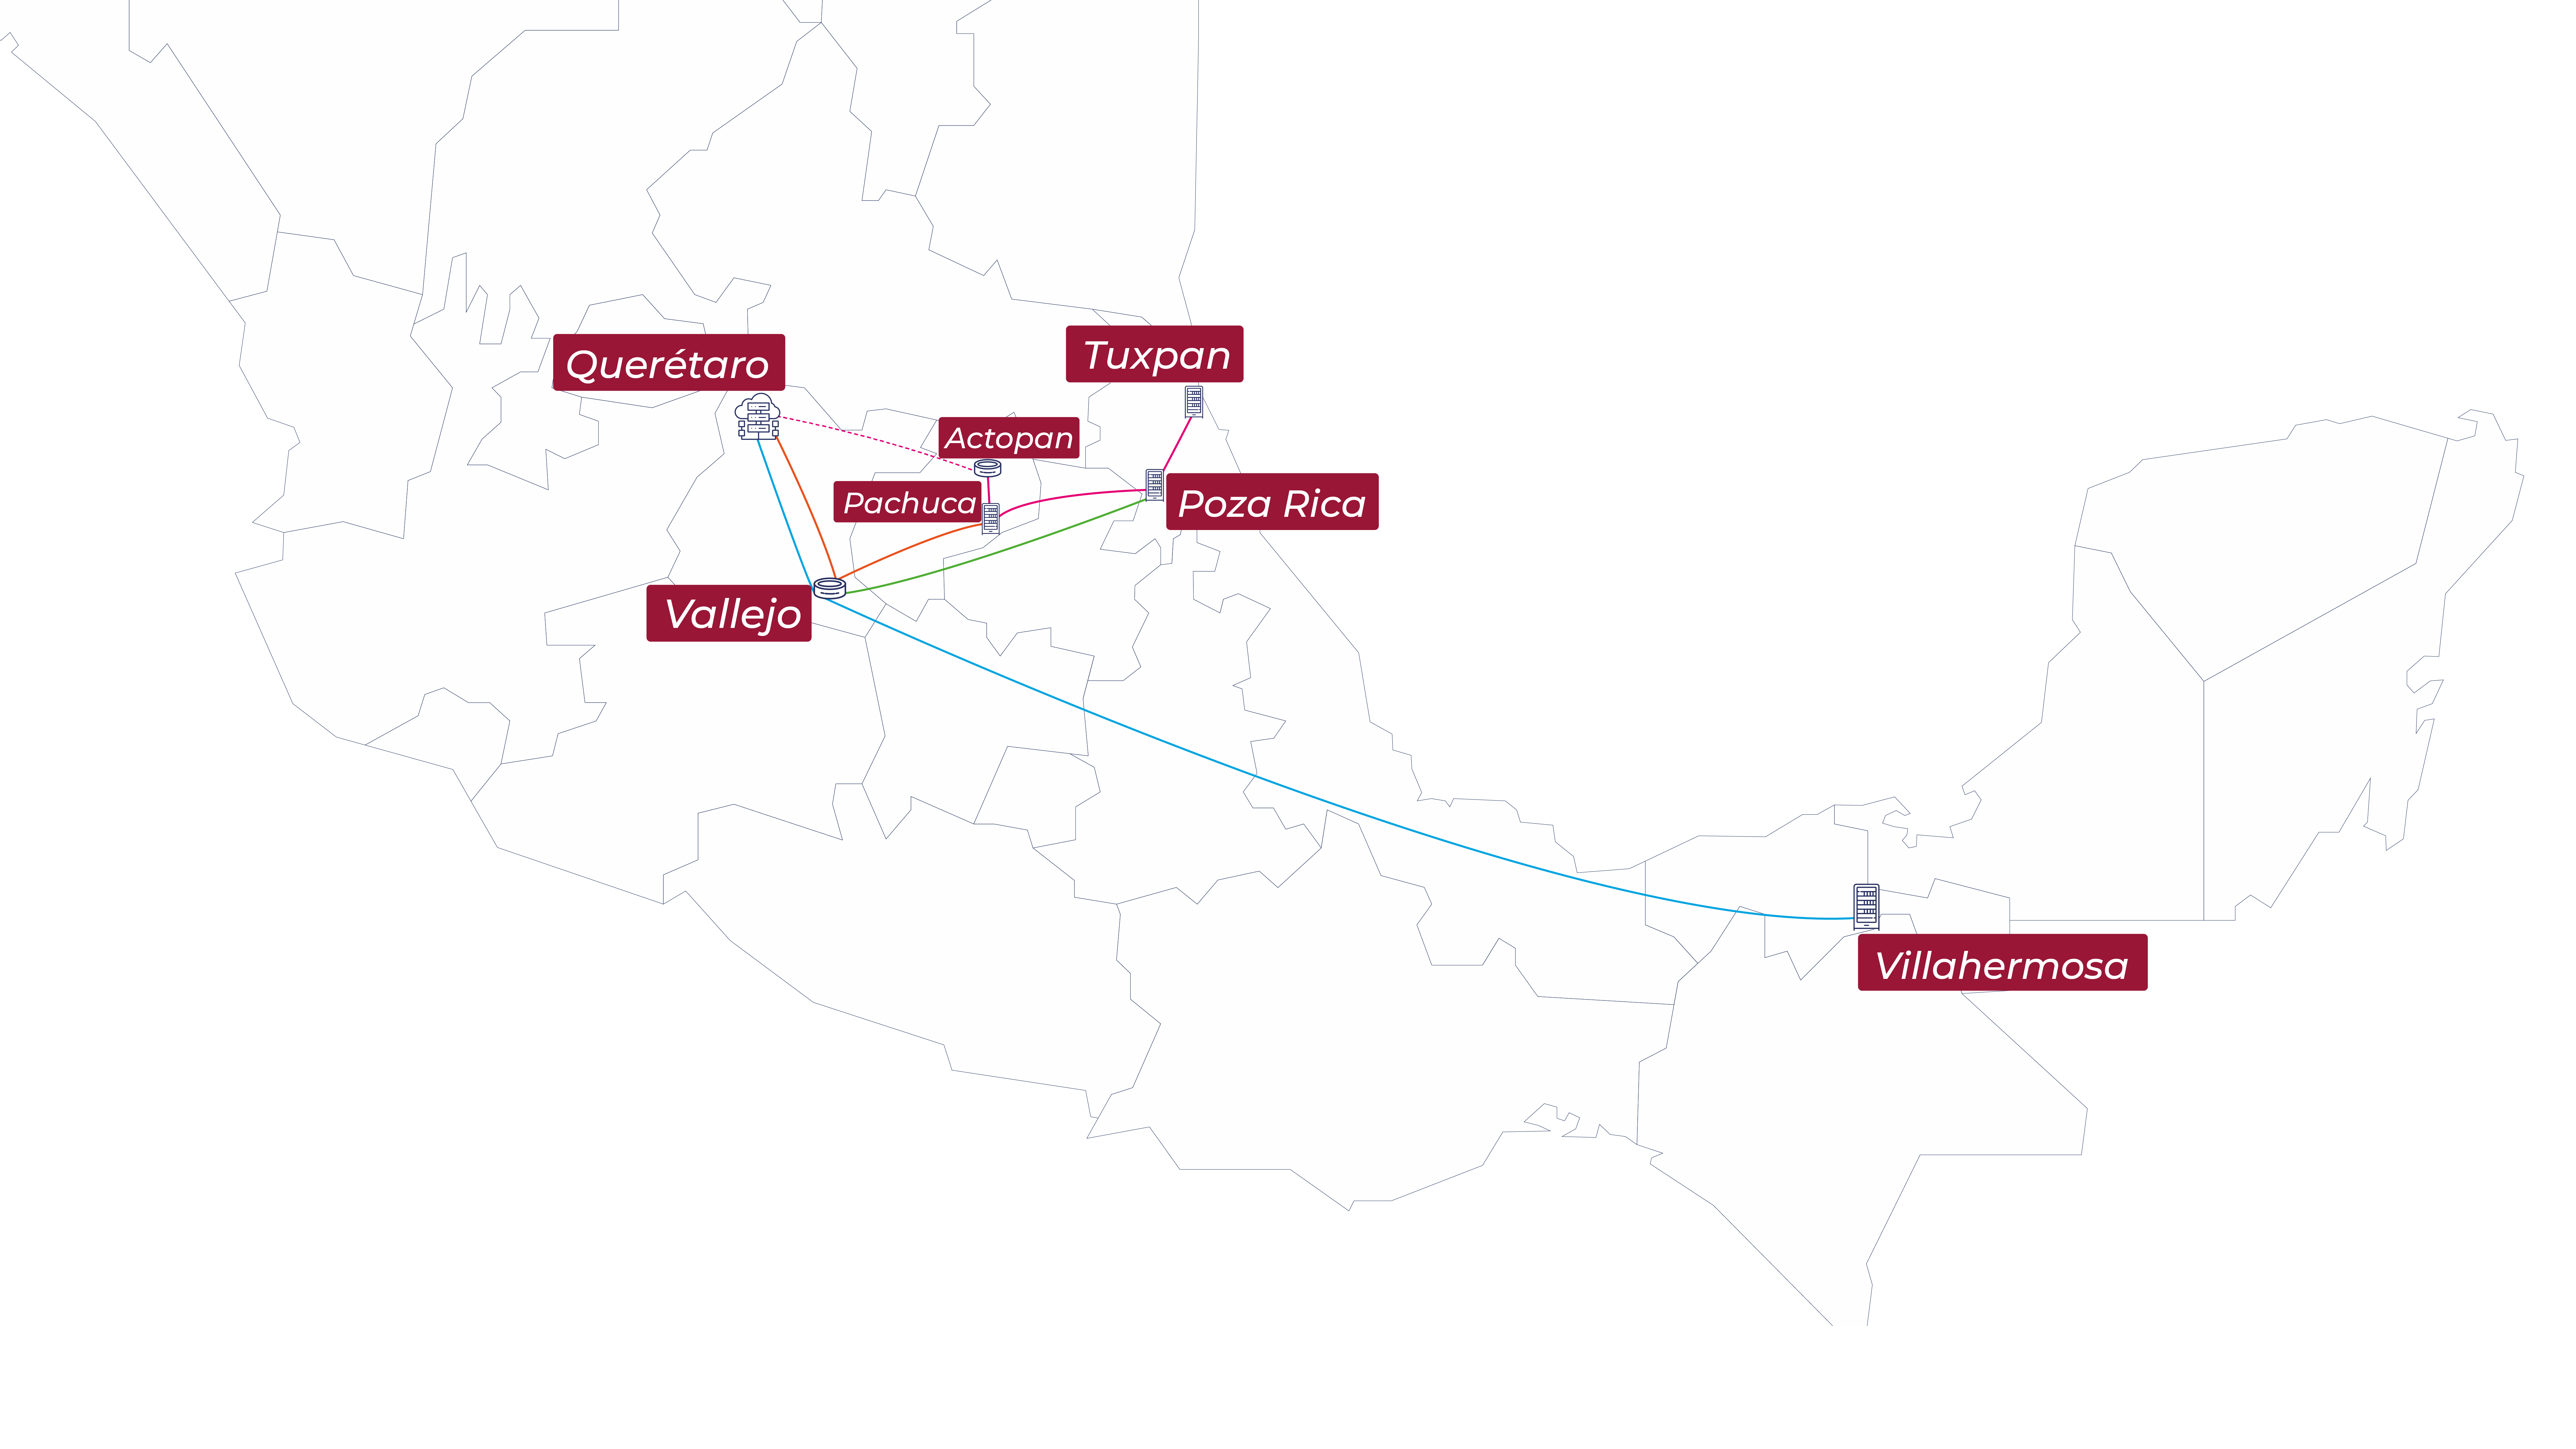 Querétaro
Tuxpan
Actopan
Pachuca
Poza Rica
Vallejo
Villahermosa